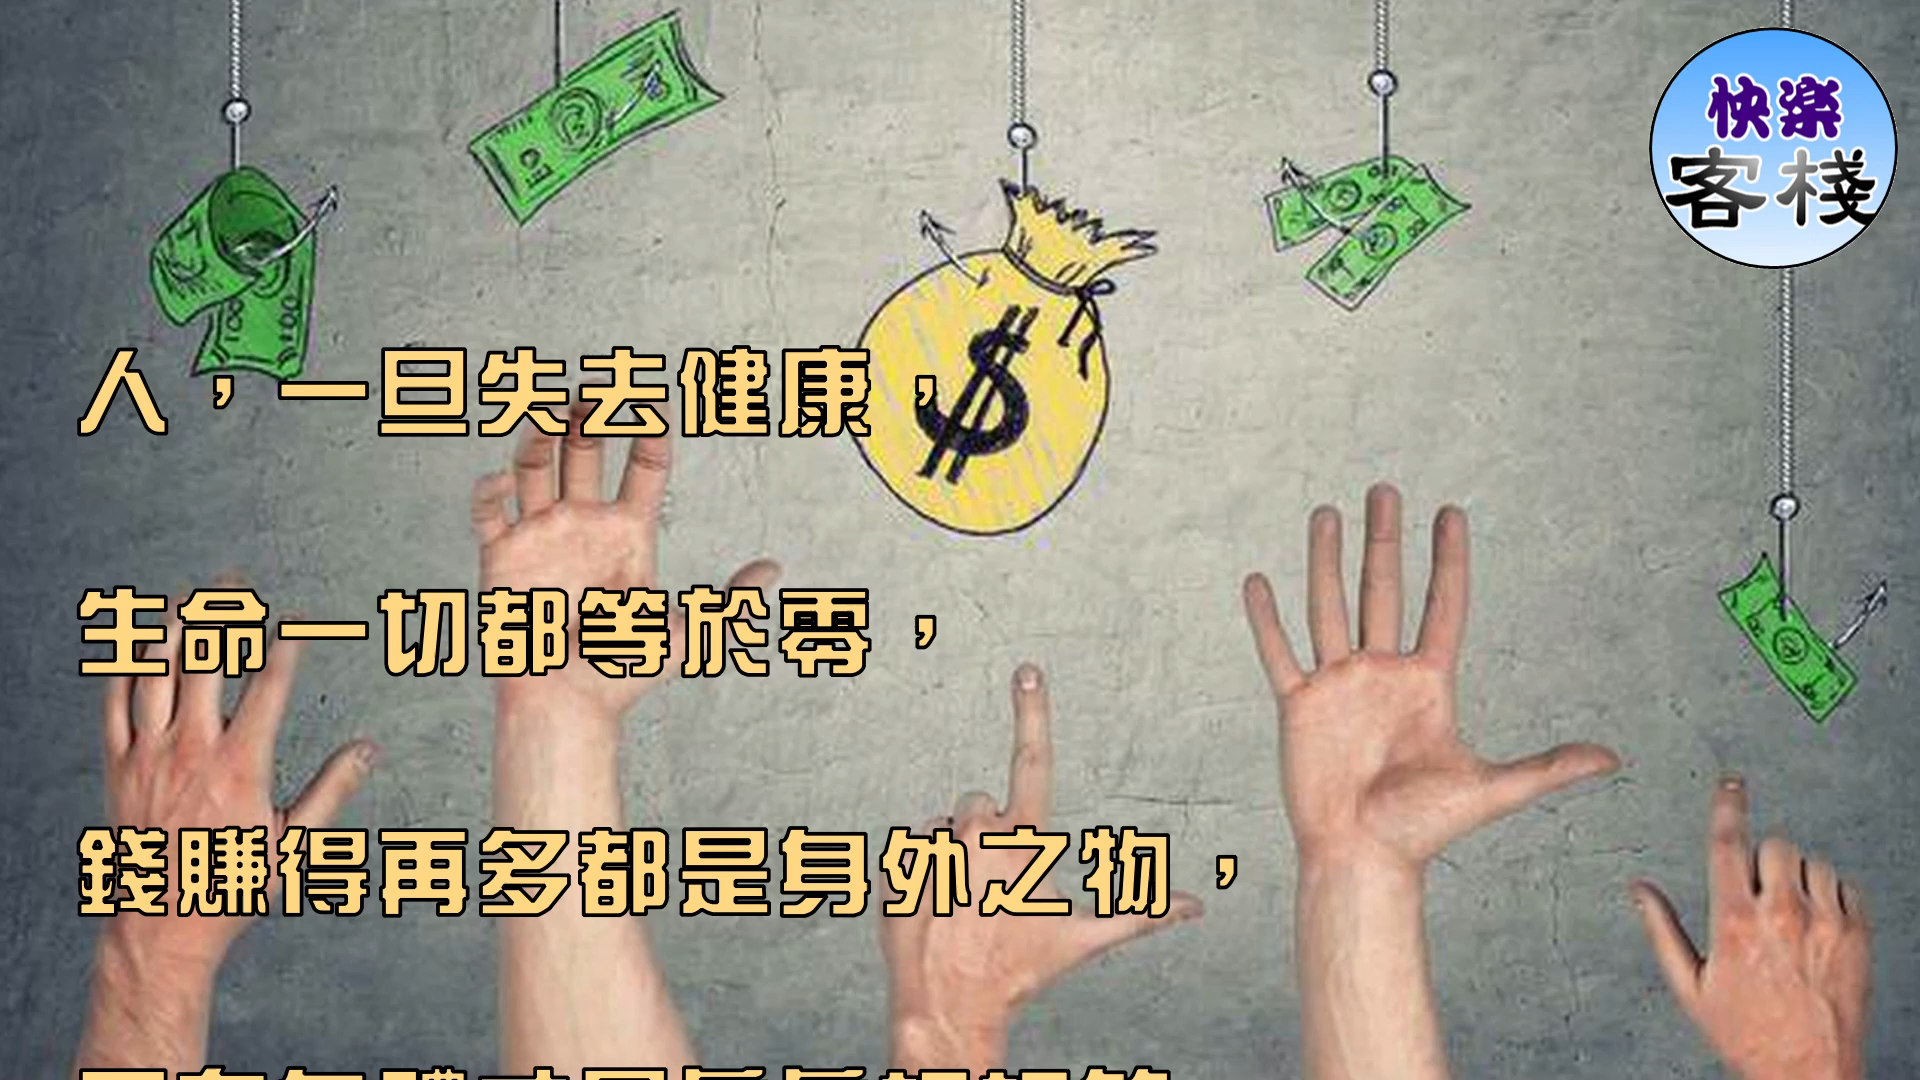 快樂
客棧
人，一旦失去健康，
生命一切都等於零，
錢賺得再多都是身外之物，